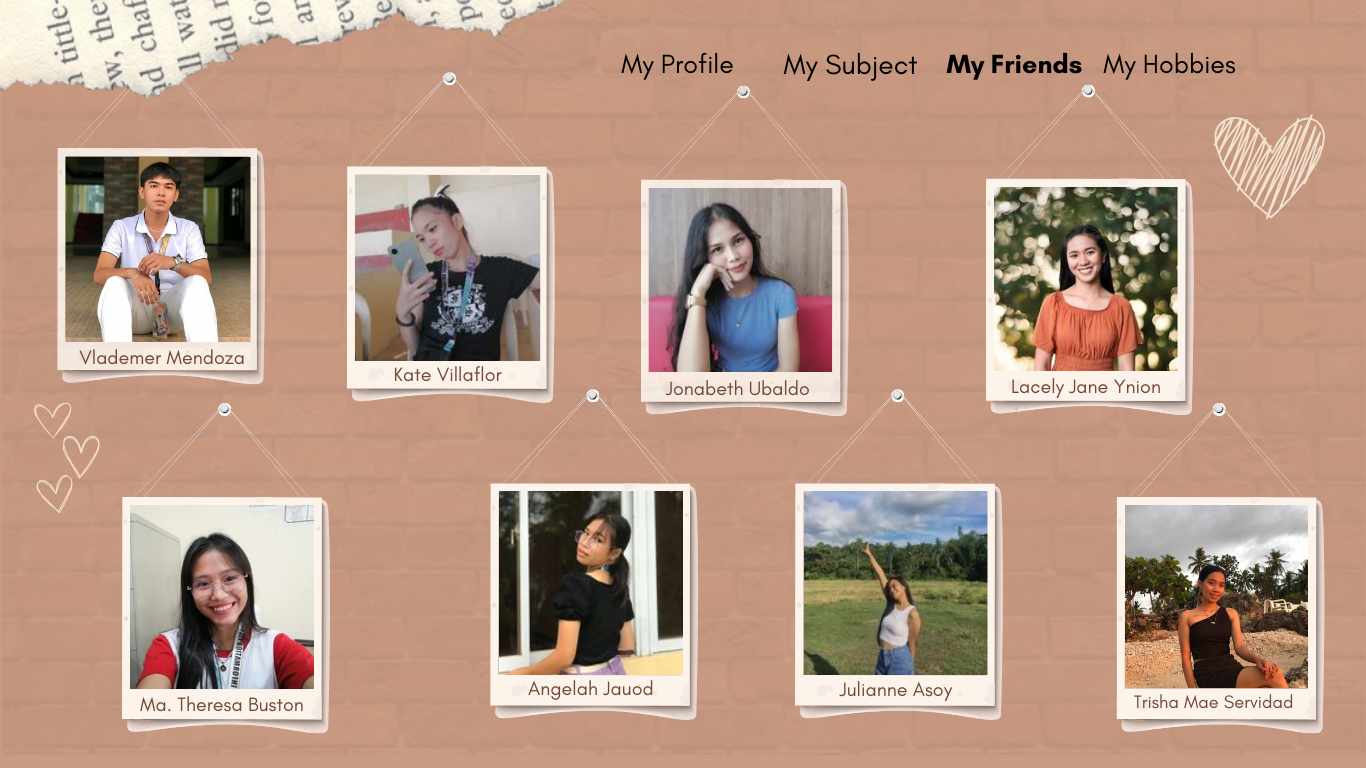 My Profile
My Subject
My Friends
My Hobbies
Vlademer Mendoza
Kate Villaflor
Jonabeth Ubaldo
Lacely Jane Ynion
Ma. Theresa Buston
Angelah Jauod
Julianne Asoy
Trisha Mae Servidad